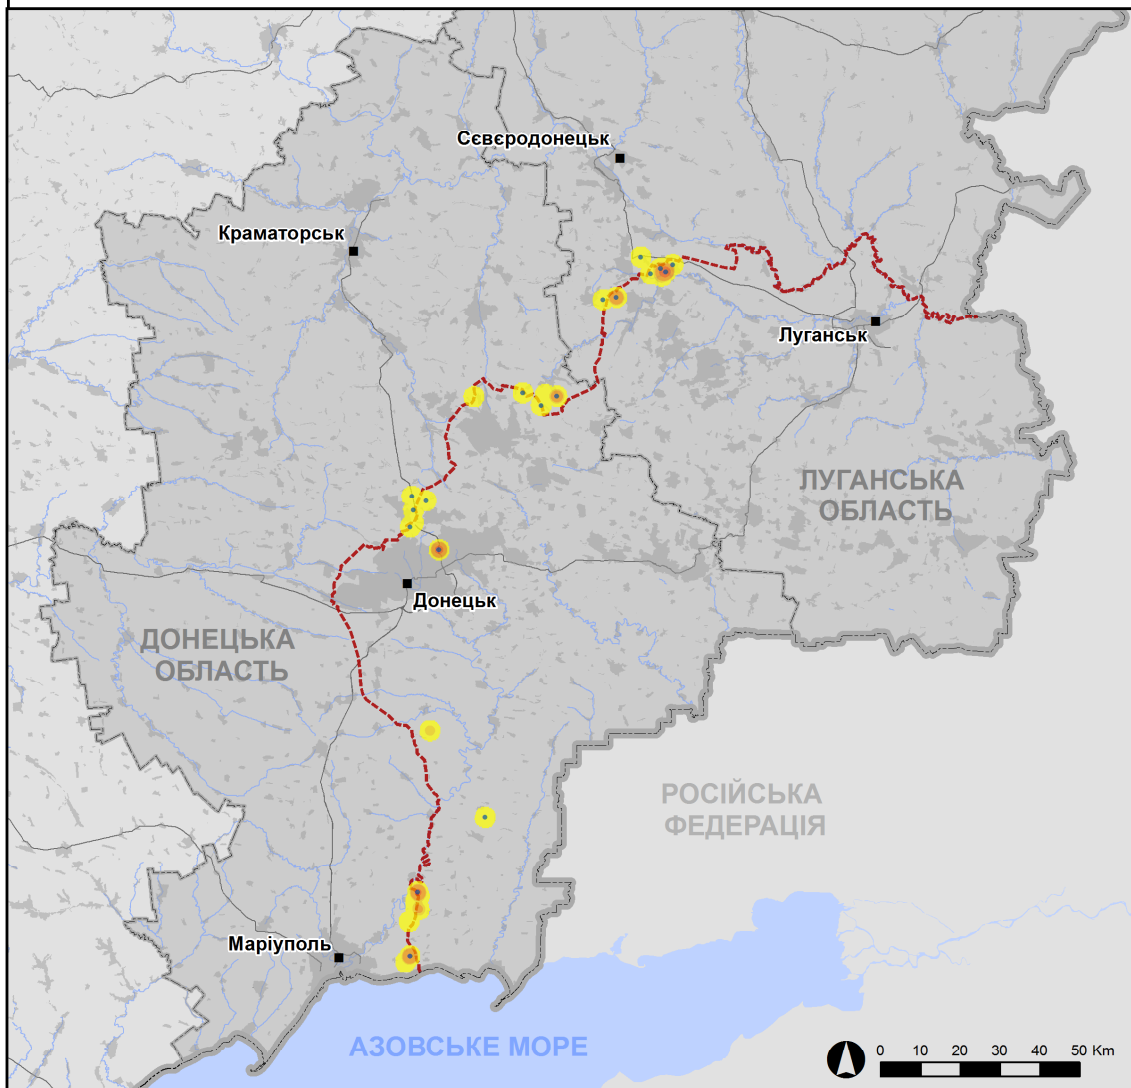 Сєвєродонецьк
Краматорськ
Луганськ
ЛУГАНСЬКА
ОБЛАСТЬ
Донецьк
ДОНЕЦЬКА
ОБЛАСТЬ
РОСІЙСЬКА
ФЕДЕРАЦІЯ
Маріуполь
АЗОВСЬКЕ МОРЕ
0 10 20 30 40 50 Km